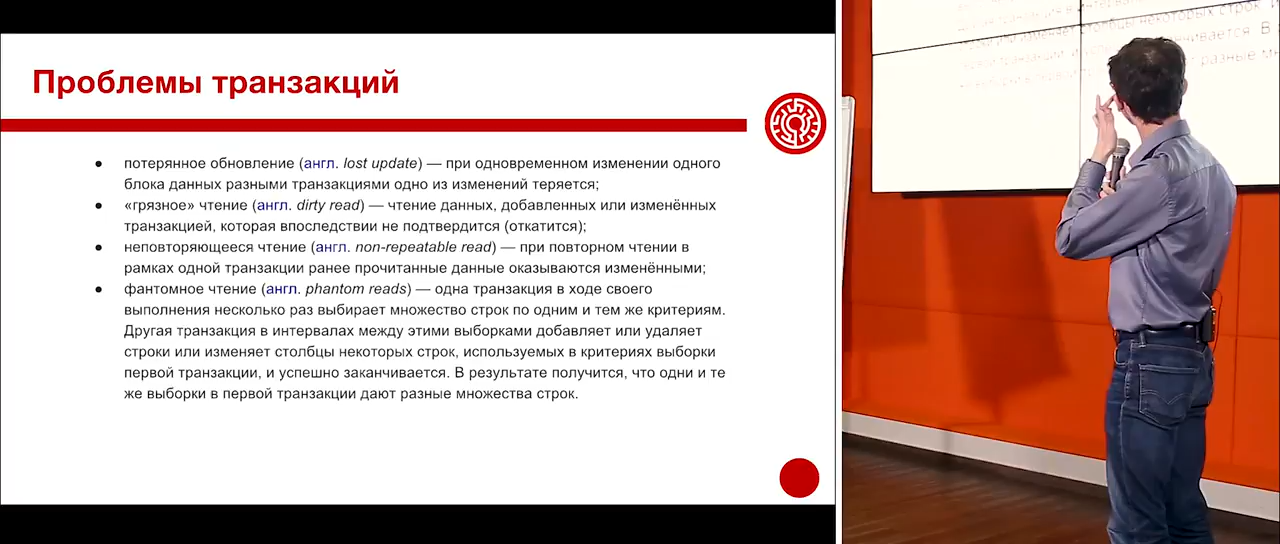 Проблемы транзакций
● потерянное обновление (англ. lost update) — при одновременном изменении одного
блока данных разными транзакциями одно из изменений теряется;
● «грязное» чтение (англ. dirty read) — чтение данных, добавленных или изменённых
транзакцией, которая впоследствии не подтвердится (откатится);
● неповторяющееся чтение (англ. non-repeatable read) — при повторном чтении в
рамках одной транзакции ранее прочитанные данные оказываются изменёнными;
● фантомное чтение (англ. phantom reads) — одна транзакция в ходе своего
выполнения несколько раз выбирает множество строк по одним и тем же критериям.
Другая транзакция в интервалах между этими выборками добавляет или удаляет
строки или изменяет столбцы некоторых строк, используемых в критериях выборки
первой транзакции, и успешно заканчивается. В результате получится, что одни и те
же выборки в первой транзакции дают разные множества строк.
столбцы некоторых строк
разные